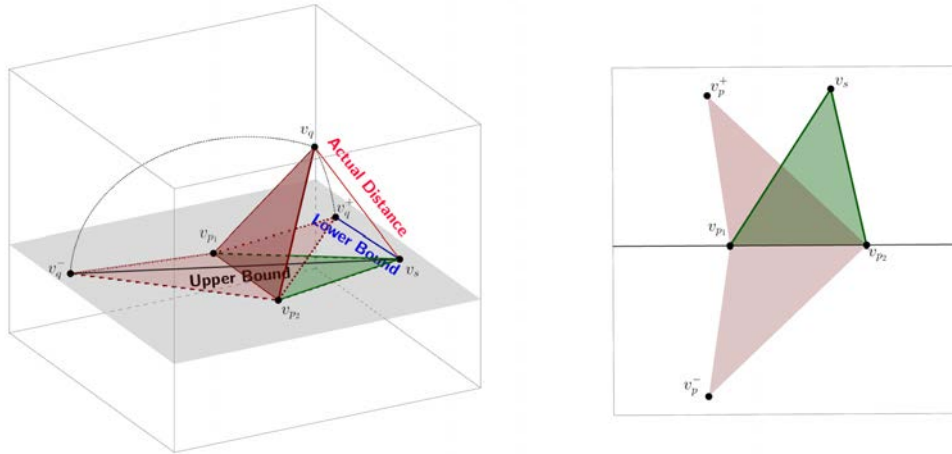 v_q
Actual Distance
v_q^+
Lower Bound
v_{p_1}
v_q^-
Upper Bound
v_s
v_{p_2}
v_p^+
v_s
v_{p_1}
v_{p_2}
v_p^-